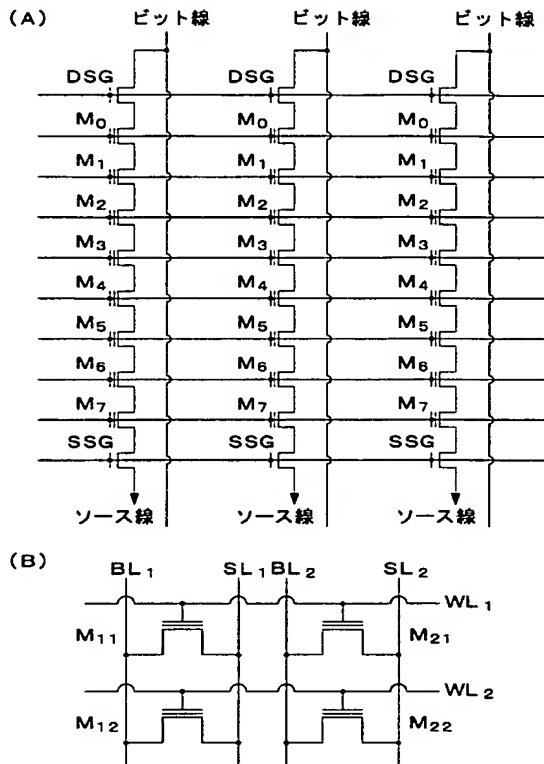 (A)
ビット線 ビット線 ビット線
DSG DSG DSG
M₀ M₀ M₀
M₁ M₁ M₁
M₂ M₂ M₂
M₃ M₃ M₃
M₄ M₄ M₄
M₅ M₅ M₅
M₆ M₆ M₆
M₇ M₇ M₇
SSG SSG SSG
ソース線 ソース線 ソース線
(B)
BL₁ SL₁ BL₂ SL₂
WL₁
M₁₁ M₂₁
WL₂
M₁₂ M₂₂